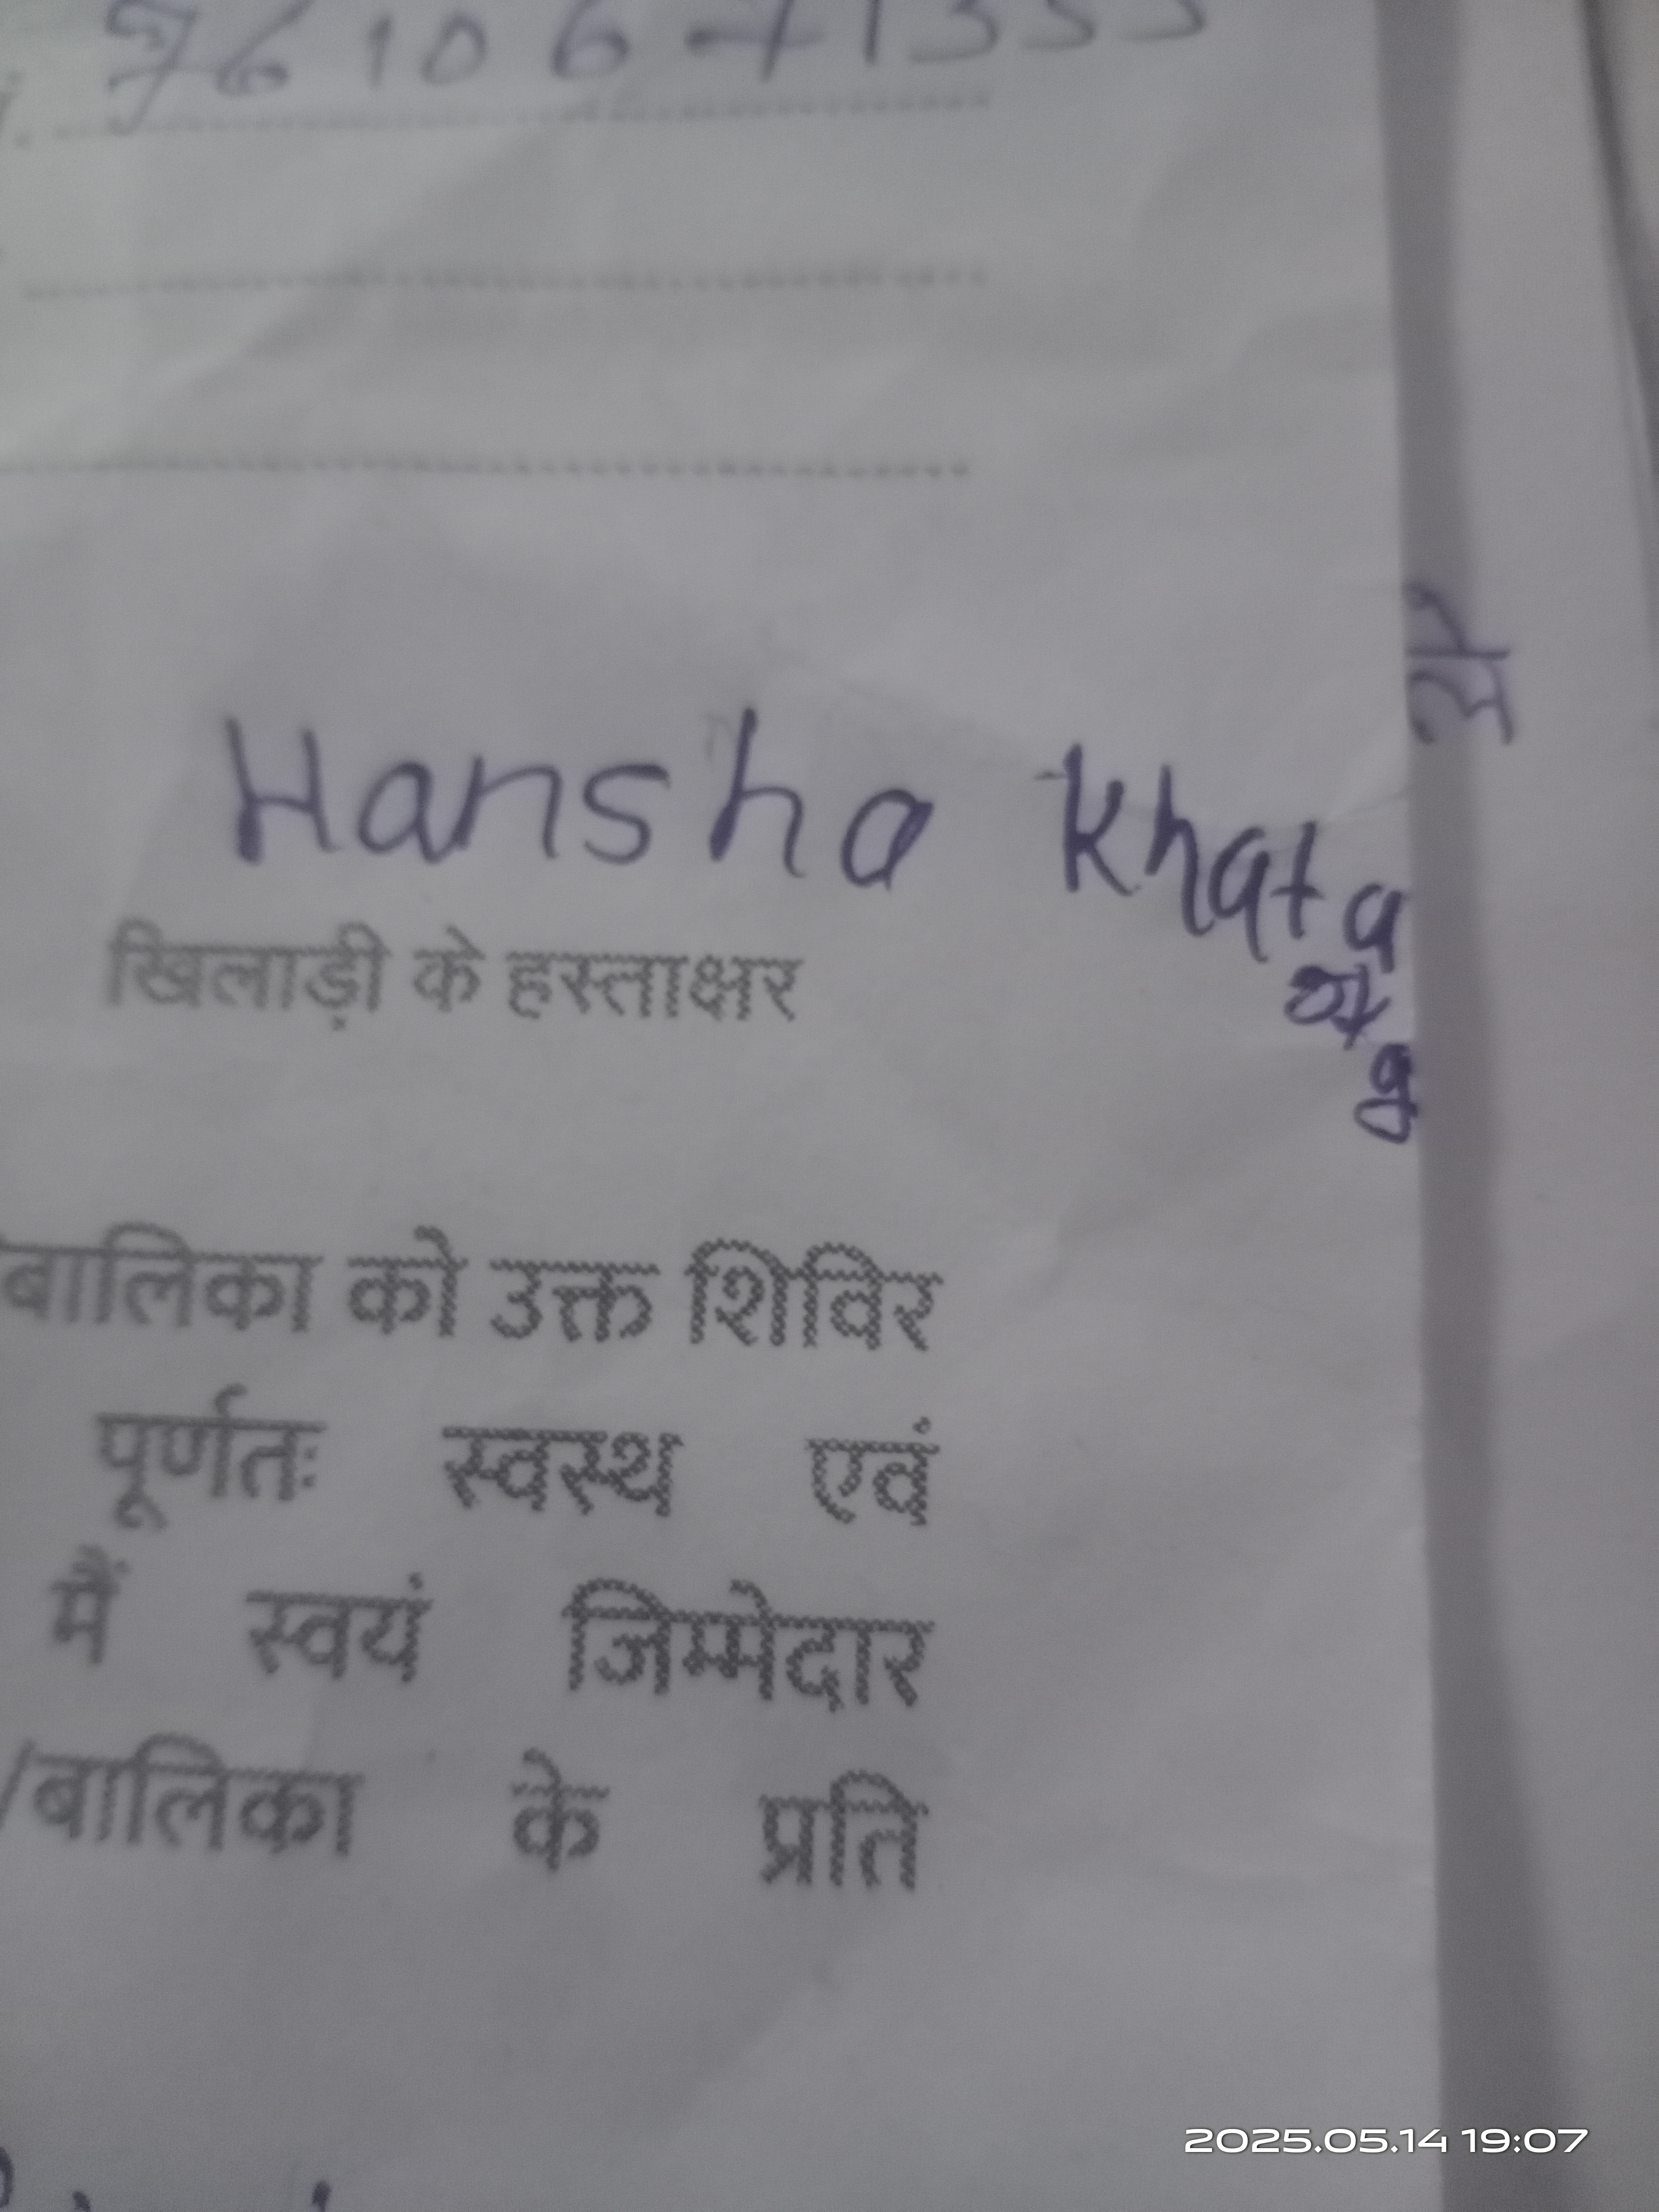 Hansha Khata
खिलाड़ी के हस्ताक्षर
बालिका को उक्त शिविर
पूर्णतः स्वस्थ एवं
मैं स्वयं जिम्मेदार
/बालिका के प्रति
2025.05.14 19:07